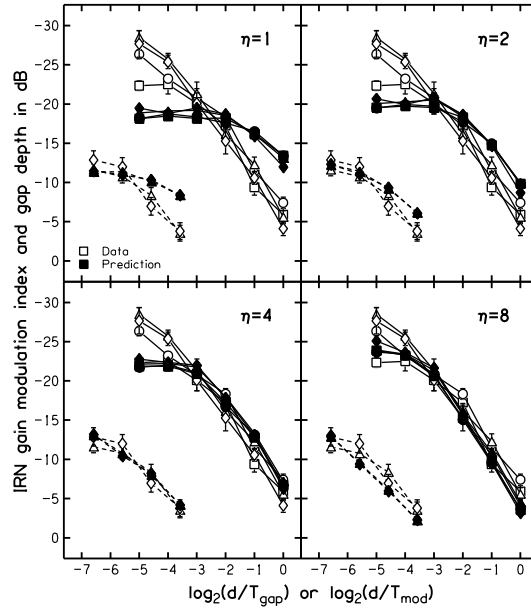 IRN gain modulation index and gap depth in dB
-30
-25
-20
-15
-10
-5
0
η=1
η=2
Data
Prediction
-30
-25
-20
-15
-10
-5
0
η=4
η=8
-7 -6 -5 -4 -3 -2 -1 0
-7 -6 -5 -4 -3 -2 -1 0
log2(d/Tgap) or log2(d/Tmod)